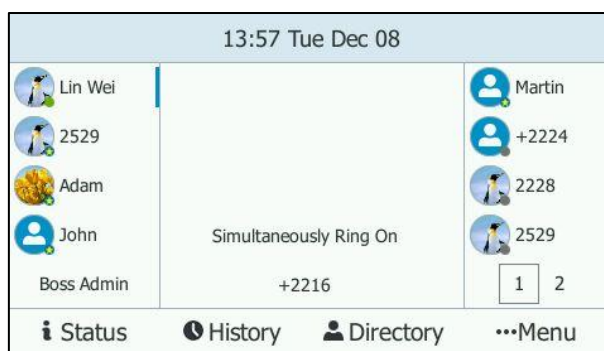 13:57 Tue Dec 08
Lin Wei
2529
Adam
John
Boss Admin
Simultaneously Ring On
+2216
Martin
+2224
2228
2529
1 2
i Status
History
Directory
Menu